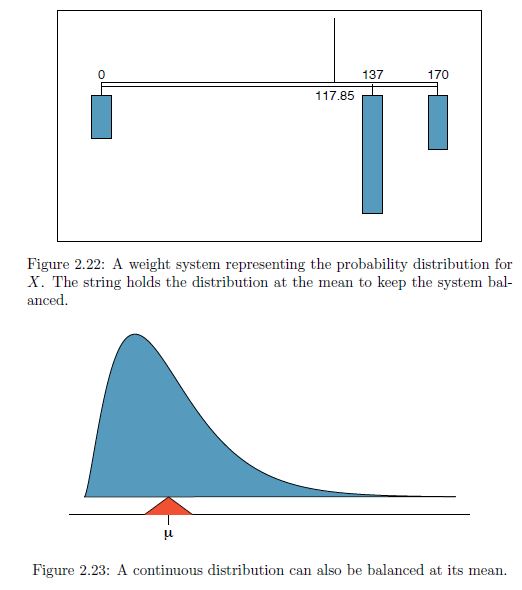 0
137
170
117.85
Figure 2.22: A weight system representing the probability distribution for
X. The string holds the distribution at the mean to keep the system bal-
anced.
μ
Figure 2.23: A continuous distribution can also be balanced at its mean.